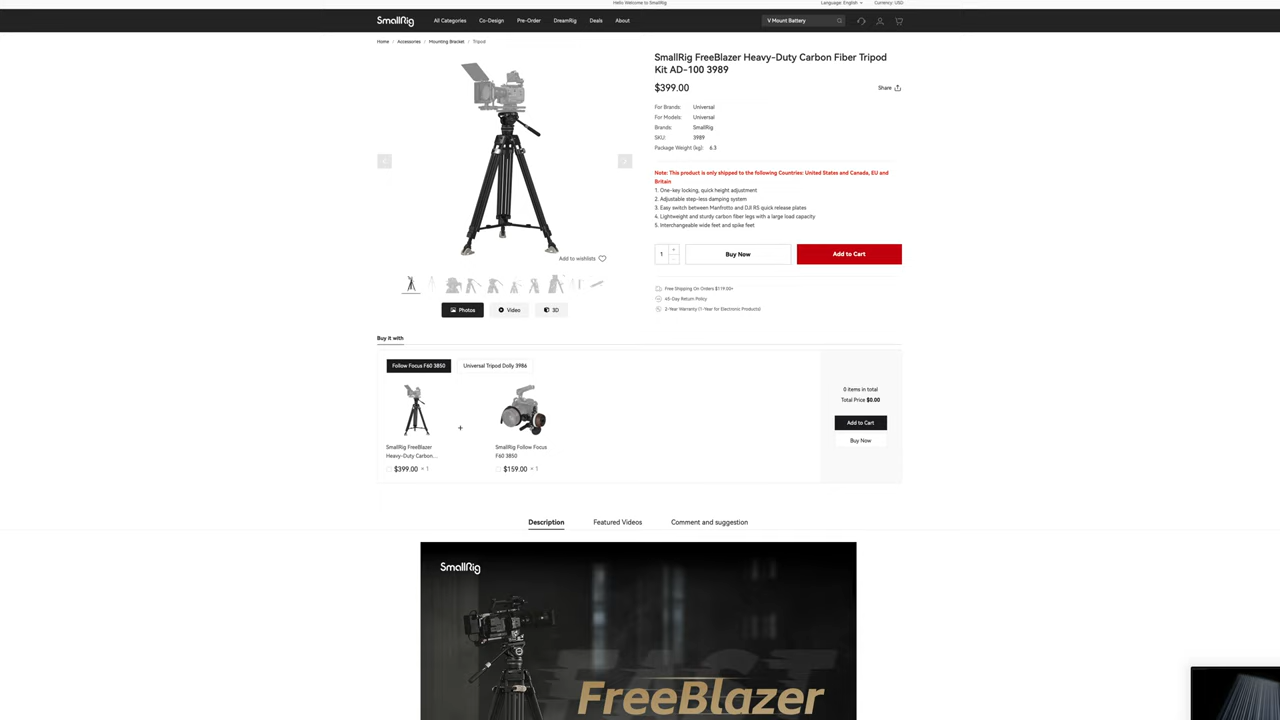 Hello Welcome to SmallRig
Language: English
Currency: USD
SmallRig
All Categories
Co-Design
Pre-Order
DreamRig
Deals
About
V Mount Battery
Home / Accessories / Mounting Bracket / Tripod
SmallRig FreeBlazer Heavy-Duty Carbon Fiber Tripod
Kit AD-100 3989
$399.00
Share
For Brands: Universal
For Models: Universal
Brands: SmallRig
SKU: 3989
Package Weight (kg): 6.3
Note: This product is only shipped to the following Countries: United States and Canada, EU and
Britain
1. One-key locking, quick height adjustment
2. Adjustable step-less damping system
3. Easy switch between Manfrotto and DJI RS quick release plates
4. Lightweight and sturdy carbon fiber legs with a large load capacity
5. Interchangeable wide feet and spike feet
1
+
-
Buy Now
Add to Cart
Add to wishlists
Free Shipping On Orders $119.00+
45-Day Return Policy
2-Year Warranty (1-Year for Electronic Products)
Photos
Video
3D
Buy it with
Follow Focus F60 3850
Universal Tripod Dolly 3986
+
SmallRig FreeBlazer
Heavy-Duty Carbon...
$399.00 × 1
SmallRig Follow Focus
F60 3850
$159.00 × 1
0 items in total
Total Price $0.00
Add to Cart
Buy Now
Description
Featured Videos
Comment and suggestion
SmallRig
FAST
FreeBlazer